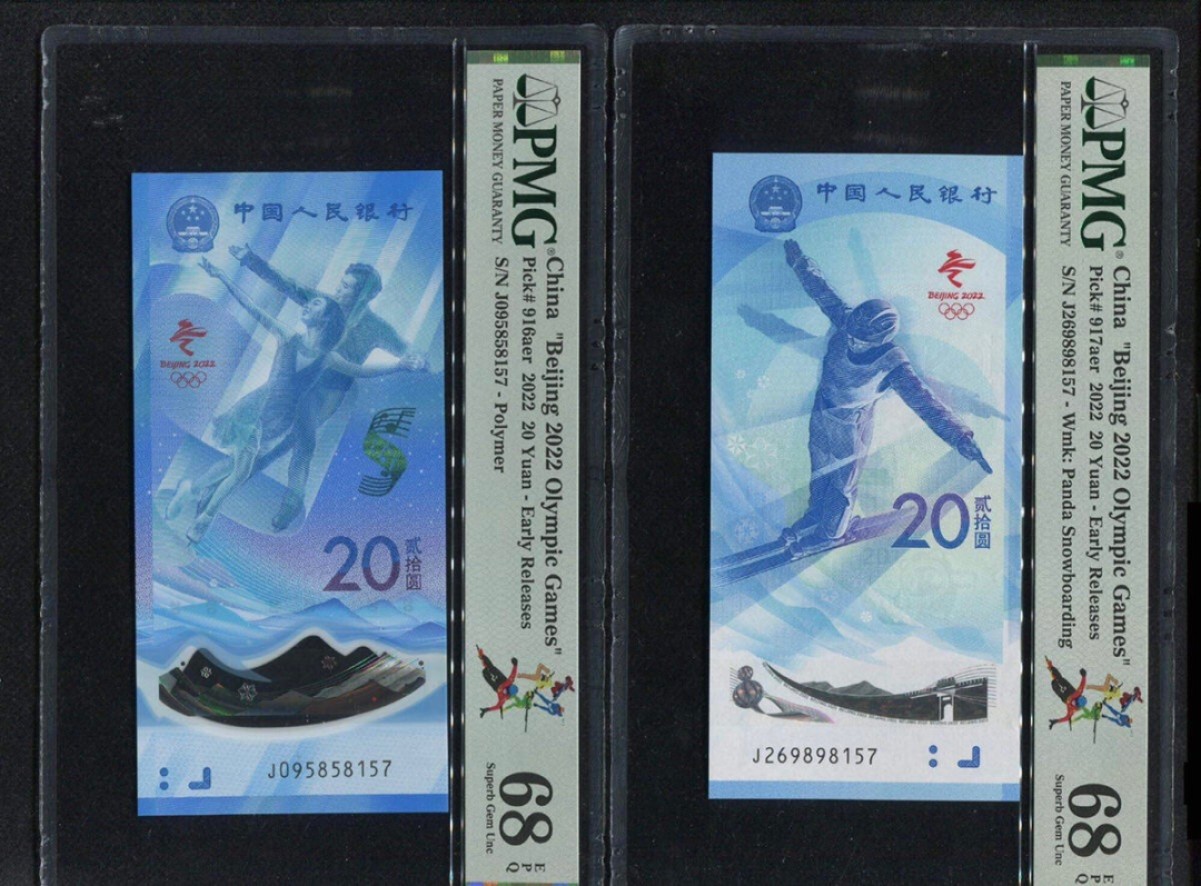 中国人民银行
BEIJING 2022
20
贰拾圆
J095858157
PMG®
PAPER MONEY GUARANTY
China "Beijing 2022 Olympic Games"
Pick# 916aer 2022 20 Yuan - Early Releases
S/N J095858157 - Polymer
68 EPQ
Superb Gem Unc
中国人民银行
BEIJING 2022
20
贰拾圆
J269898157
PMG®
PAPER MONEY GUARANTY
China "Beijing 2022 Olympic Games"
Pick# 917aer 2022 20 Yuan - Early Releases
S/N J269898157 - Wmk: Panda Snowboarding
68 EPQ
Superb Gem Unc